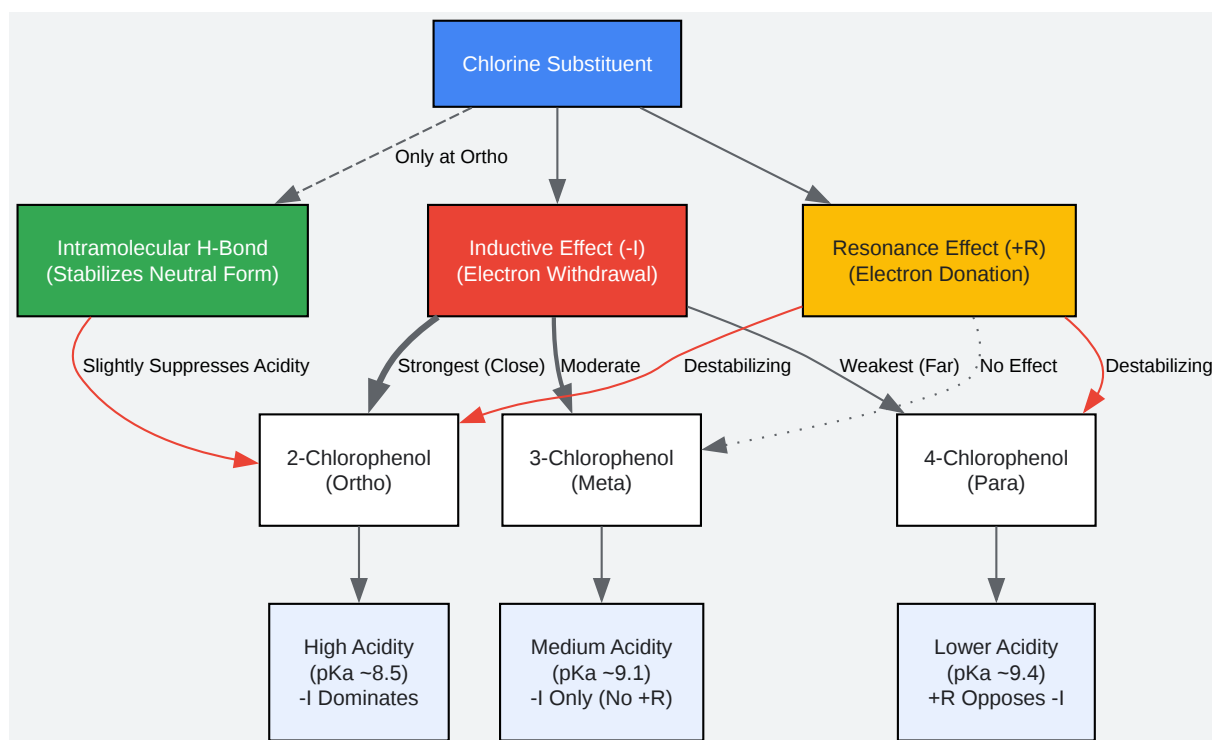 Chlorine Substituent
Only at Ortho
Intramolecular H-Bond
(Stabilizes Neutral Form)
Inductive Effect (-I)
(Electron Withdrawal)
Resonance Effect (+R)
(Electron Donation)
Slightly Suppresses Acidity
Strongest (Close)
Moderate
Destabilizing
Weakest (Far)
No Effect
Destabilizing
2-Chlorophenol
(Ortho)
3-Chlorophenol
(Meta)
4-Chlorophenol
(Para)
High Acidity
(pKa ~8.5)
-I Dominates
Medium Acidity
(pKa ~9.1)
-I Only (No +R)
Lower Acidity
(pKa ~9.4)
+R Opposes -I